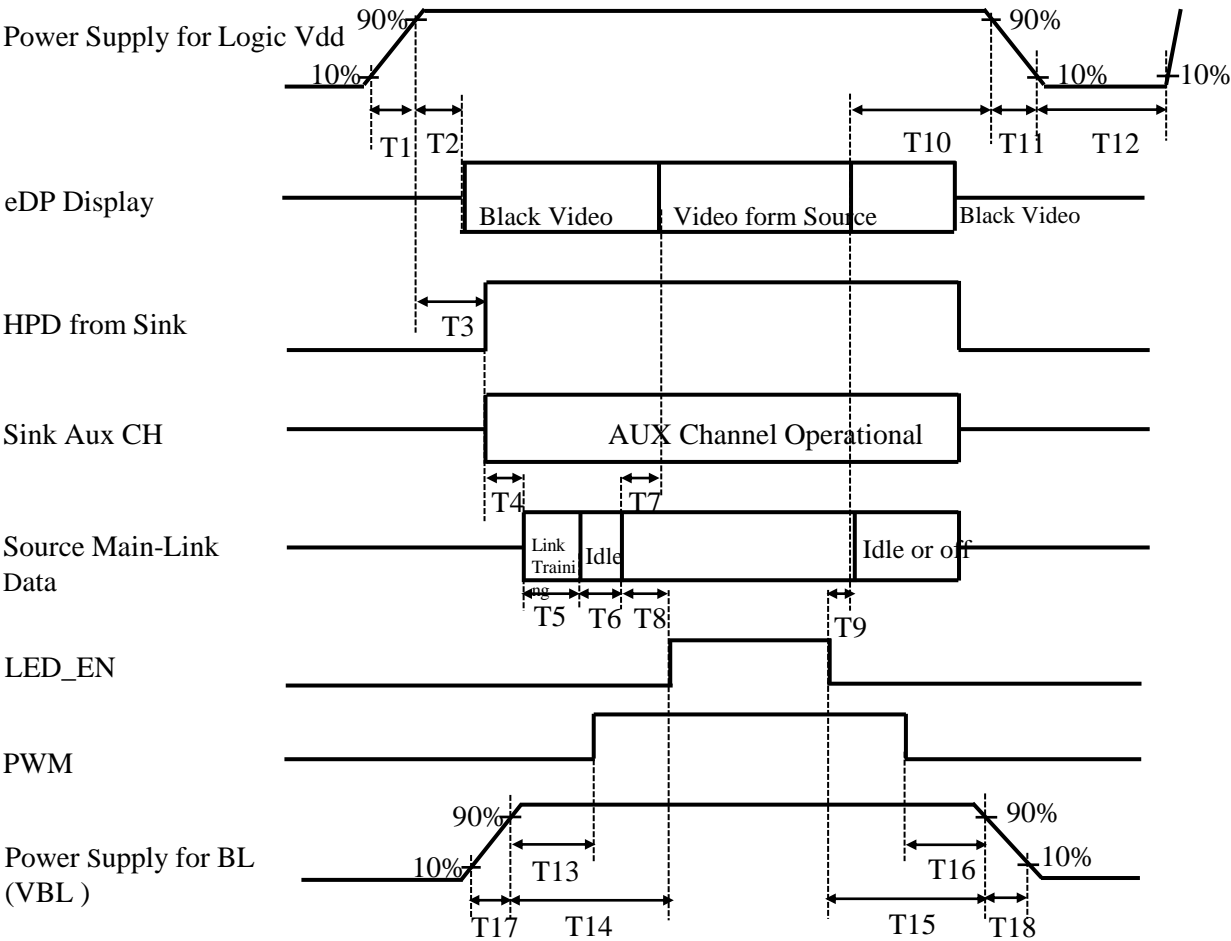 90%
90%
Power Supply for Logic Vdd
10%
10%
10%
T1
T2
T10
T11
T12
eDP Display
Black Video
Video form Source
Black Video
HPD from Sink
T3
Sink Aux CH
AUX Channel Operational
T4
T7
Source Main-Link
Data
Link
Traini
ng
Idle
Idle or off
T5
T6
T8
T9
LED_EN
PWM
90%
90%
Power Supply for BL
(VBL )
10%
10%
T13
T16
T17
T14
T15
T18